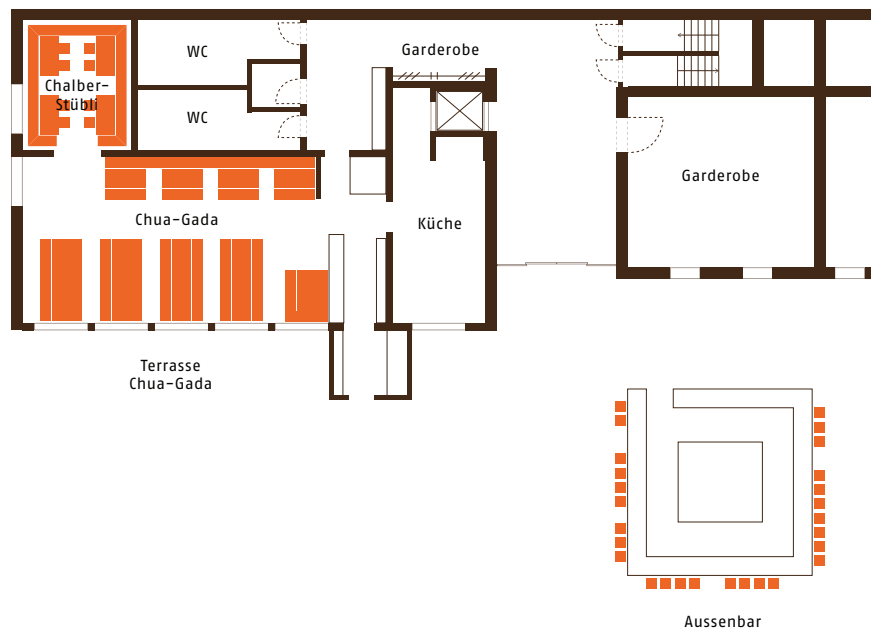 WC
Garderobe
Chalber-
Stübli
WC
Garderobe
Chua-Gada
Küche
Terrasse
Chua-Gada
Aussenbar